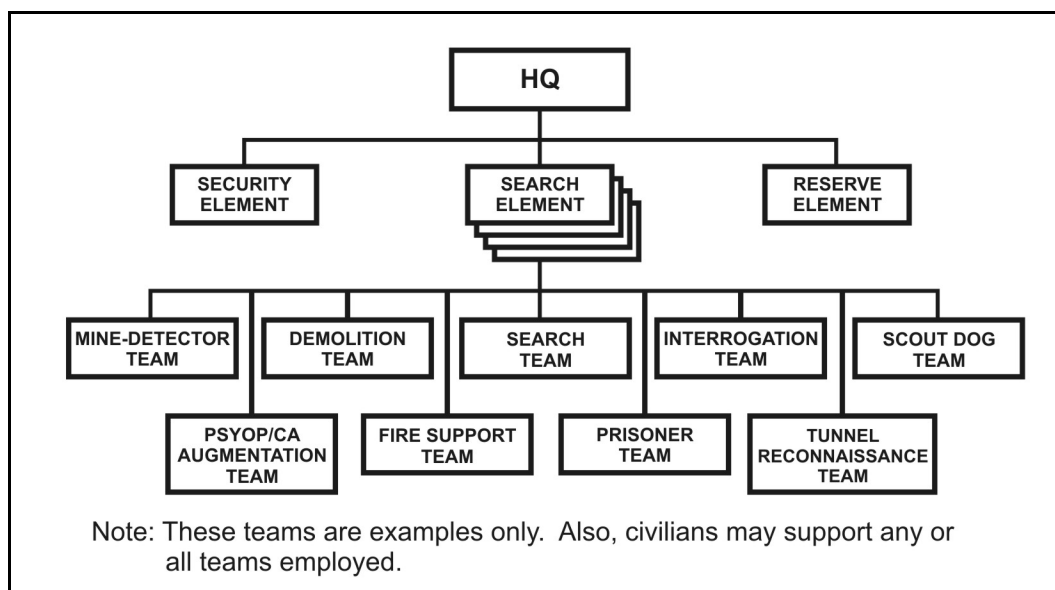 HQ
SECURITY
ELEMENT
SEARCH
ELEMENT
RESERVE
ELEMENT
MINE-DETECTOR
TEAM
DEMOLITION
TEAM
SEARCH
TEAM
INTERROGATION
TEAM
SCOUT DOG
TEAM
PSYOP/CA
AUGMENTATION
TEAM
FIRE SUPPORT
TEAM
PRISONER
TEAM
TUNNEL
RECONNAISSANCE
TEAM
Note: These teams are examples only.  Also, civilians may support any or
all teams employed.